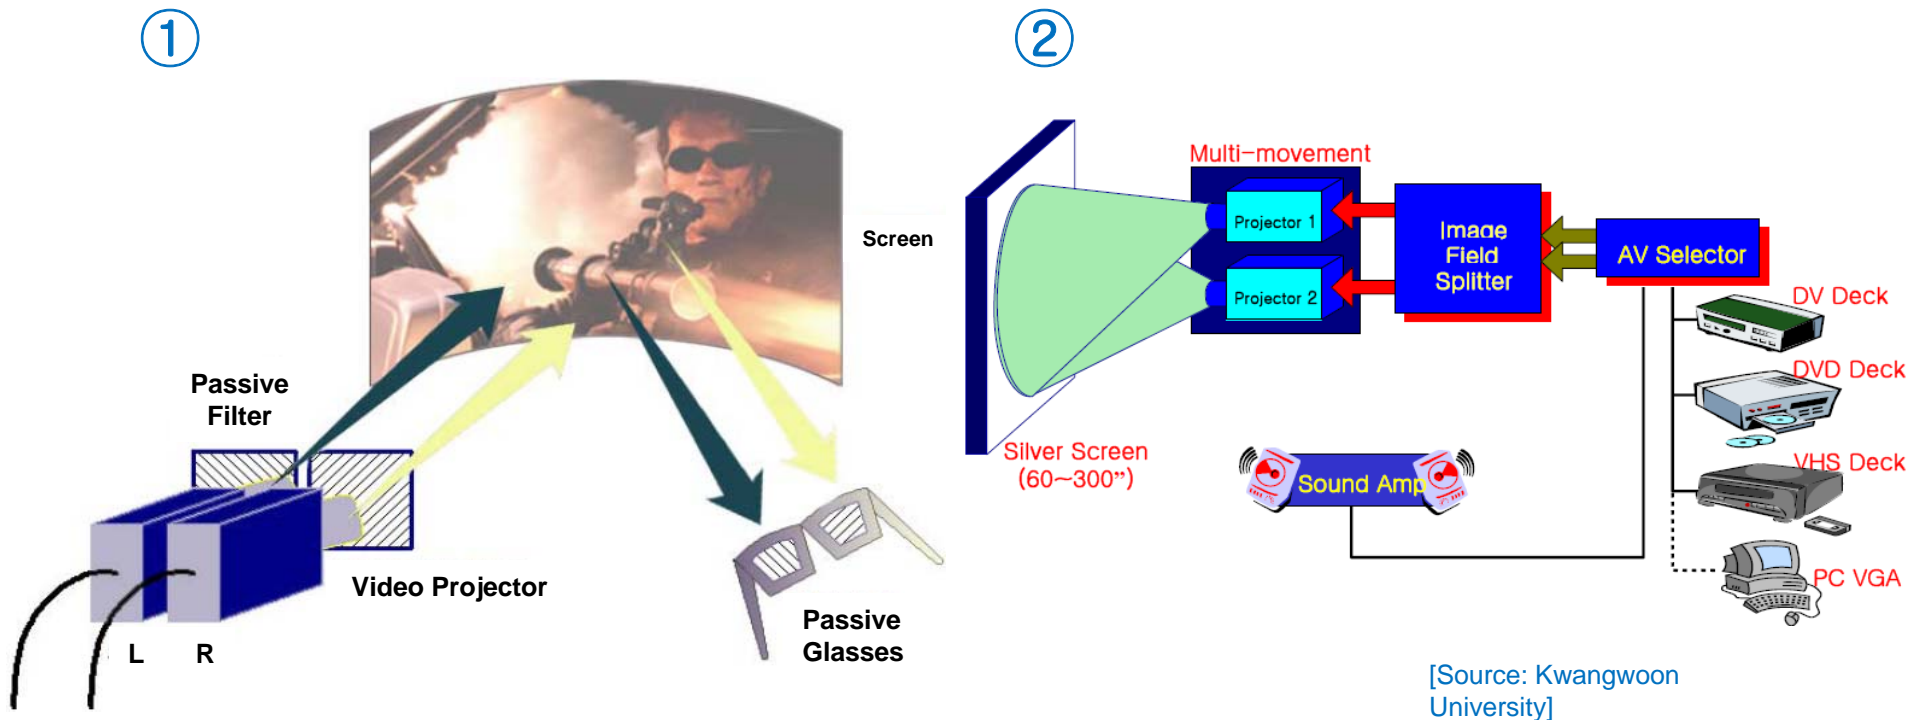 ①
Screen
Passive
Filter
Video Projector
L R
Passive
Glasses
②
Multi-movement
Projector 1
Projector 2
Image
Field
Splitter
AV Selector
DV Deck
DVD Deck
VHS Deck
PC VGA
Silver Screen
(60~300”)
Sound Amp
[Source: Kwangwoon
University]